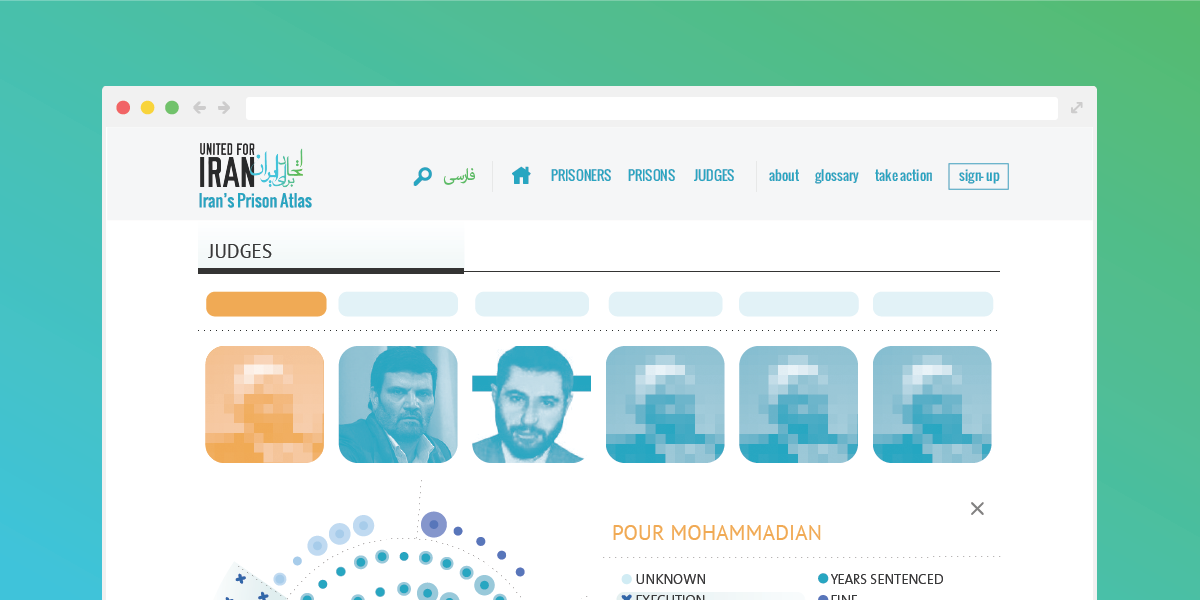 UNITED FOR
IRAN
اتحاد برای ایران
Iran's Prison Atlas
فارسی
PRISONERS
PRISONS
JUDGES
about
glossary
take action
sign-up
JUDGES
POUR MOHAMMADIAN
UNKNOWN
YEARS SENTENCED
EXECUTION
FINE